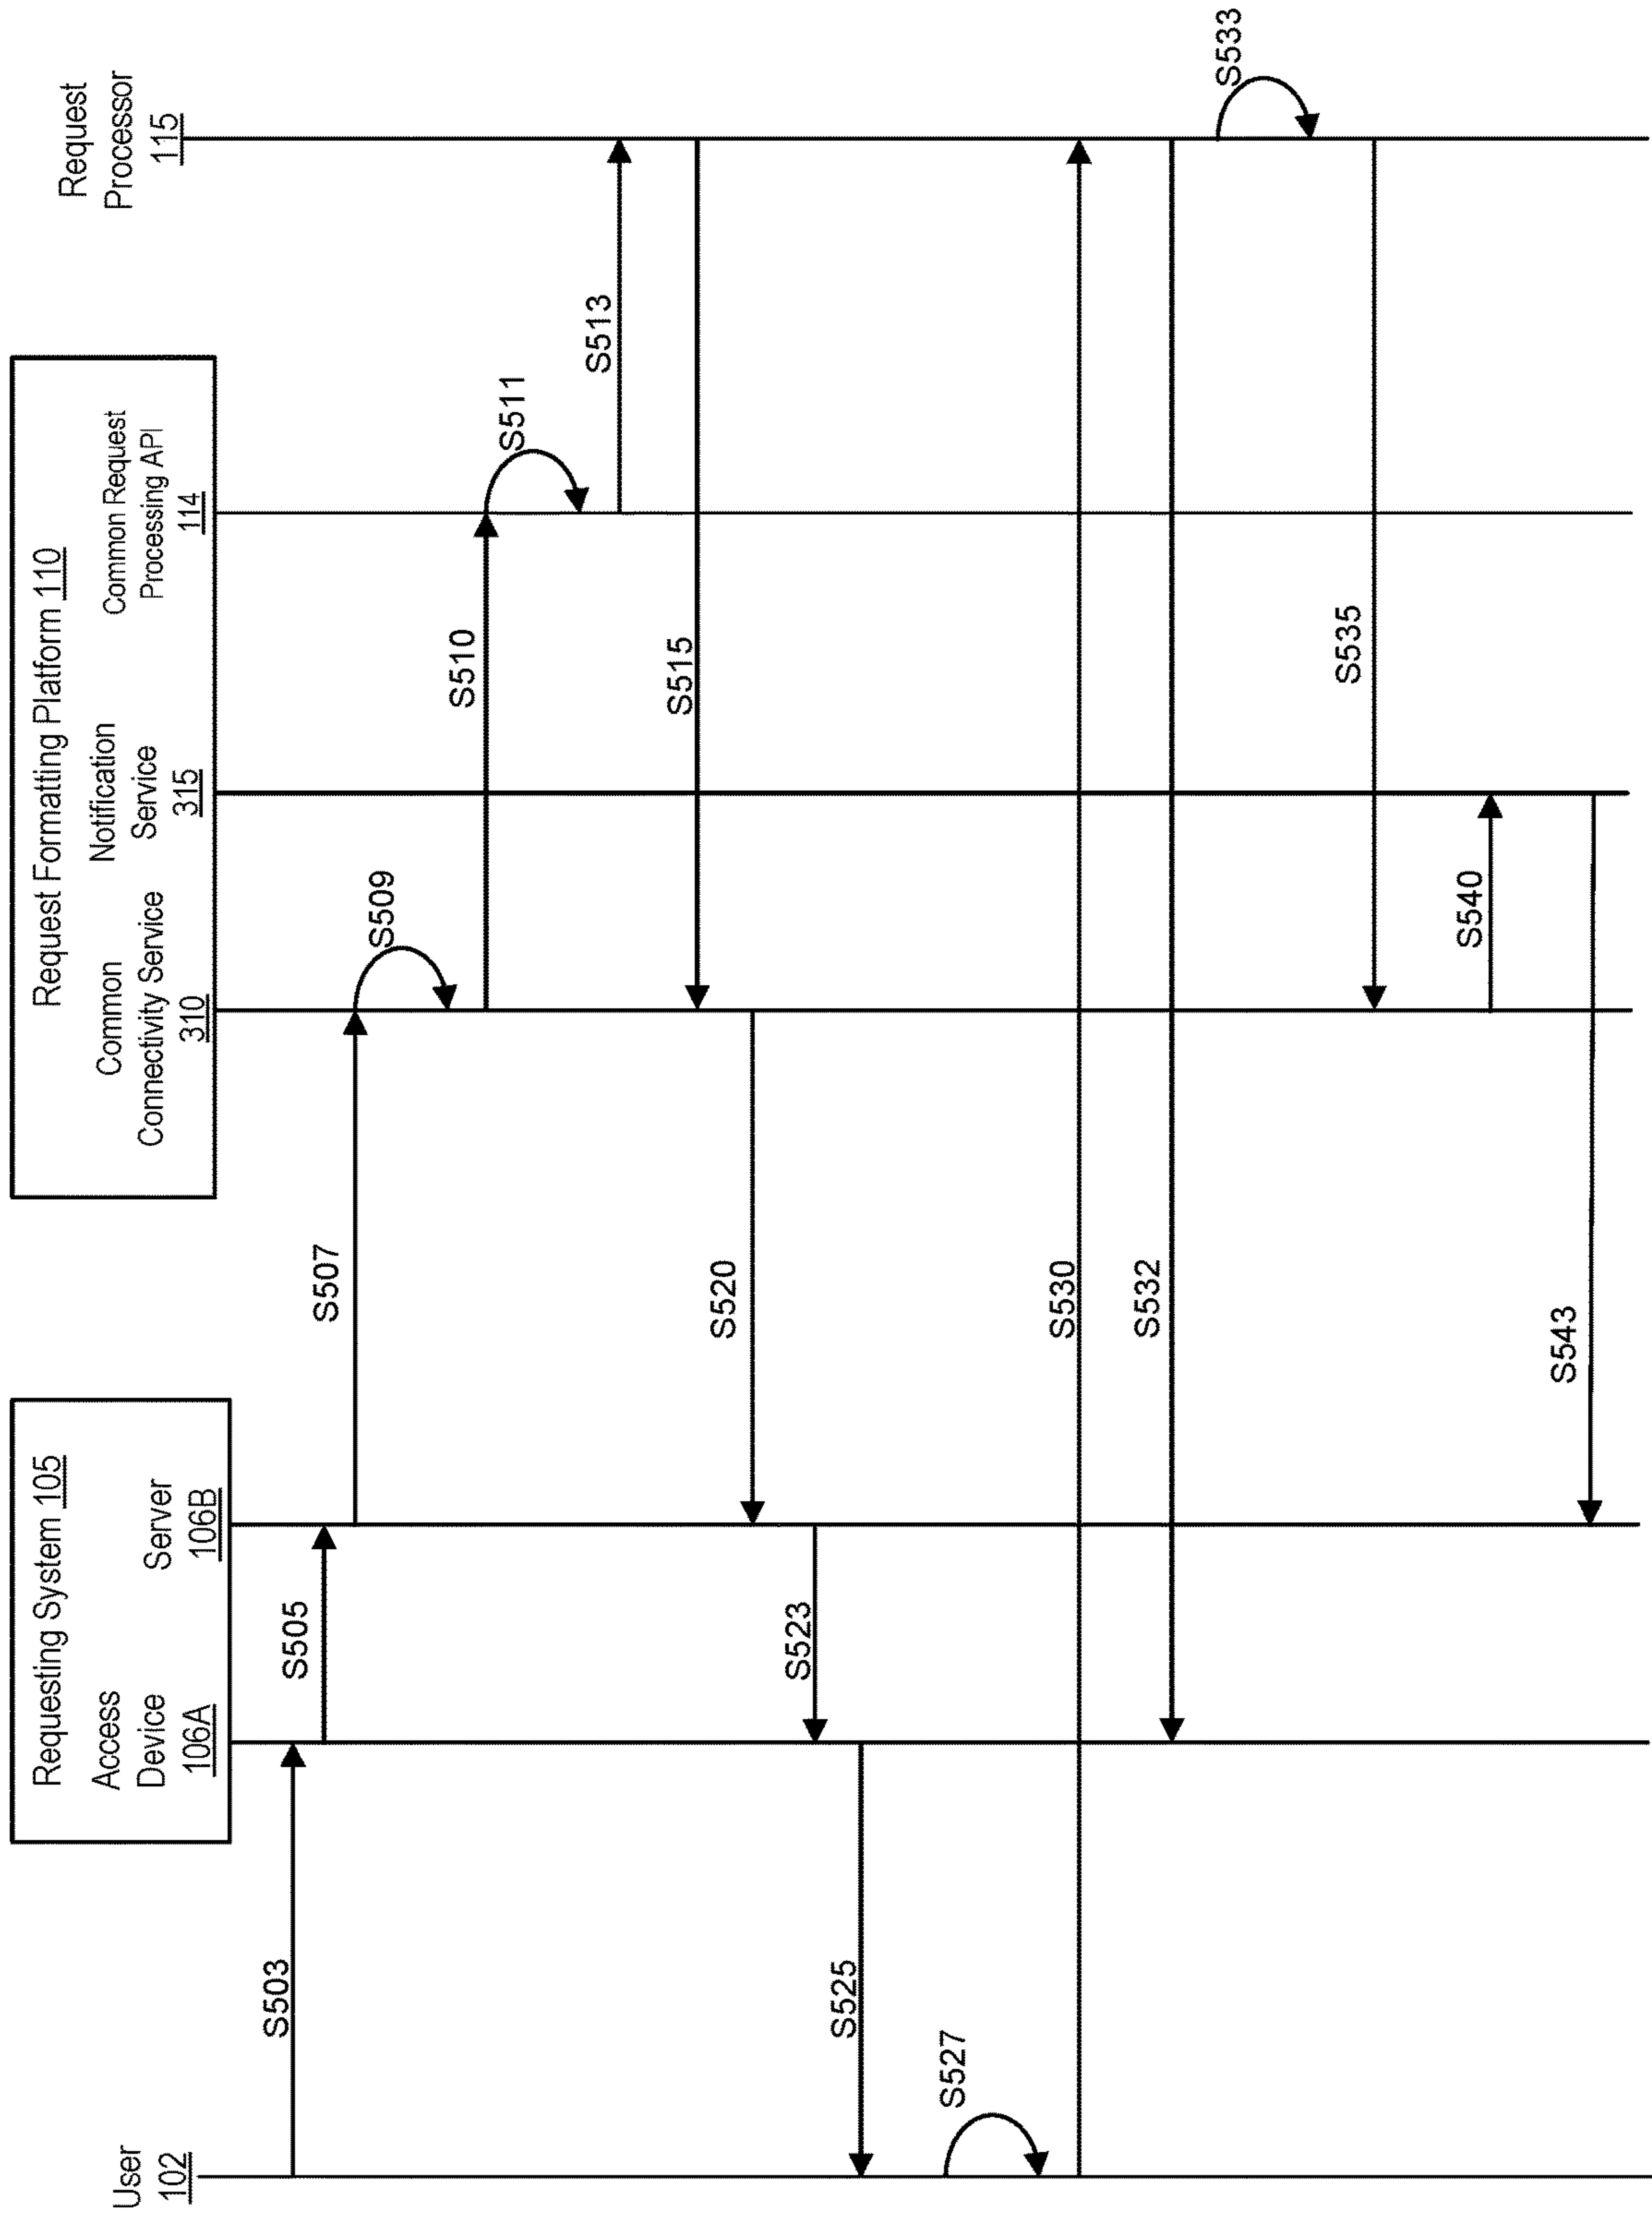 User
102
Requesting System 105
Access
Device
106A
Server
106B
Request Formatting Platform 110
Common
Connectivity Service
310
Notification
Service
315
Common Request
Processing API
114
Request
Processor
115
S503
S505
S507
S509
S510
S511
S513
S515
S520
S523
S525
S527
S530
S532
S533
S535
S540
S543